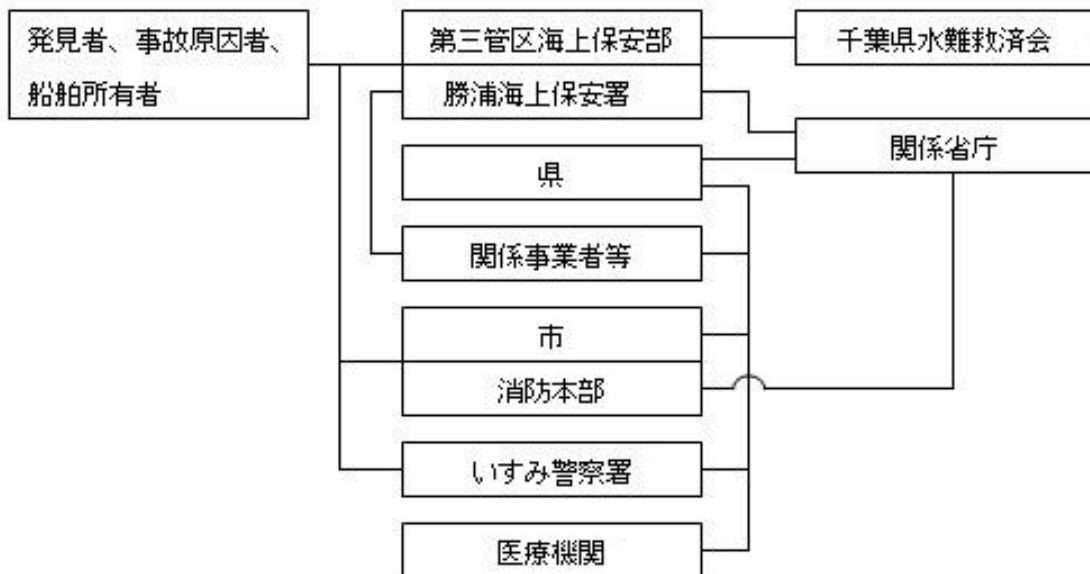 発見者、事故原因者、
船舶所有者
第三管区海上保安部
勝浦海上保安署
県
関係事業者等
市
消防本部
いすみ警察署
医療機関
千葉県水難救済会
関係省庁